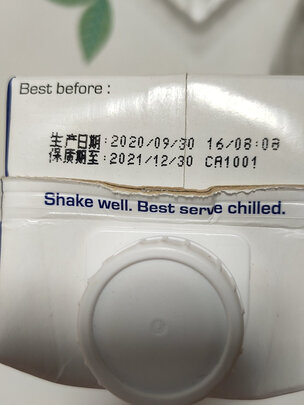 Best before :
生产日期:2020/09/30 16/08:08
保质期至:2021/12/30 CA1001
Shake well. Best serve chilled.